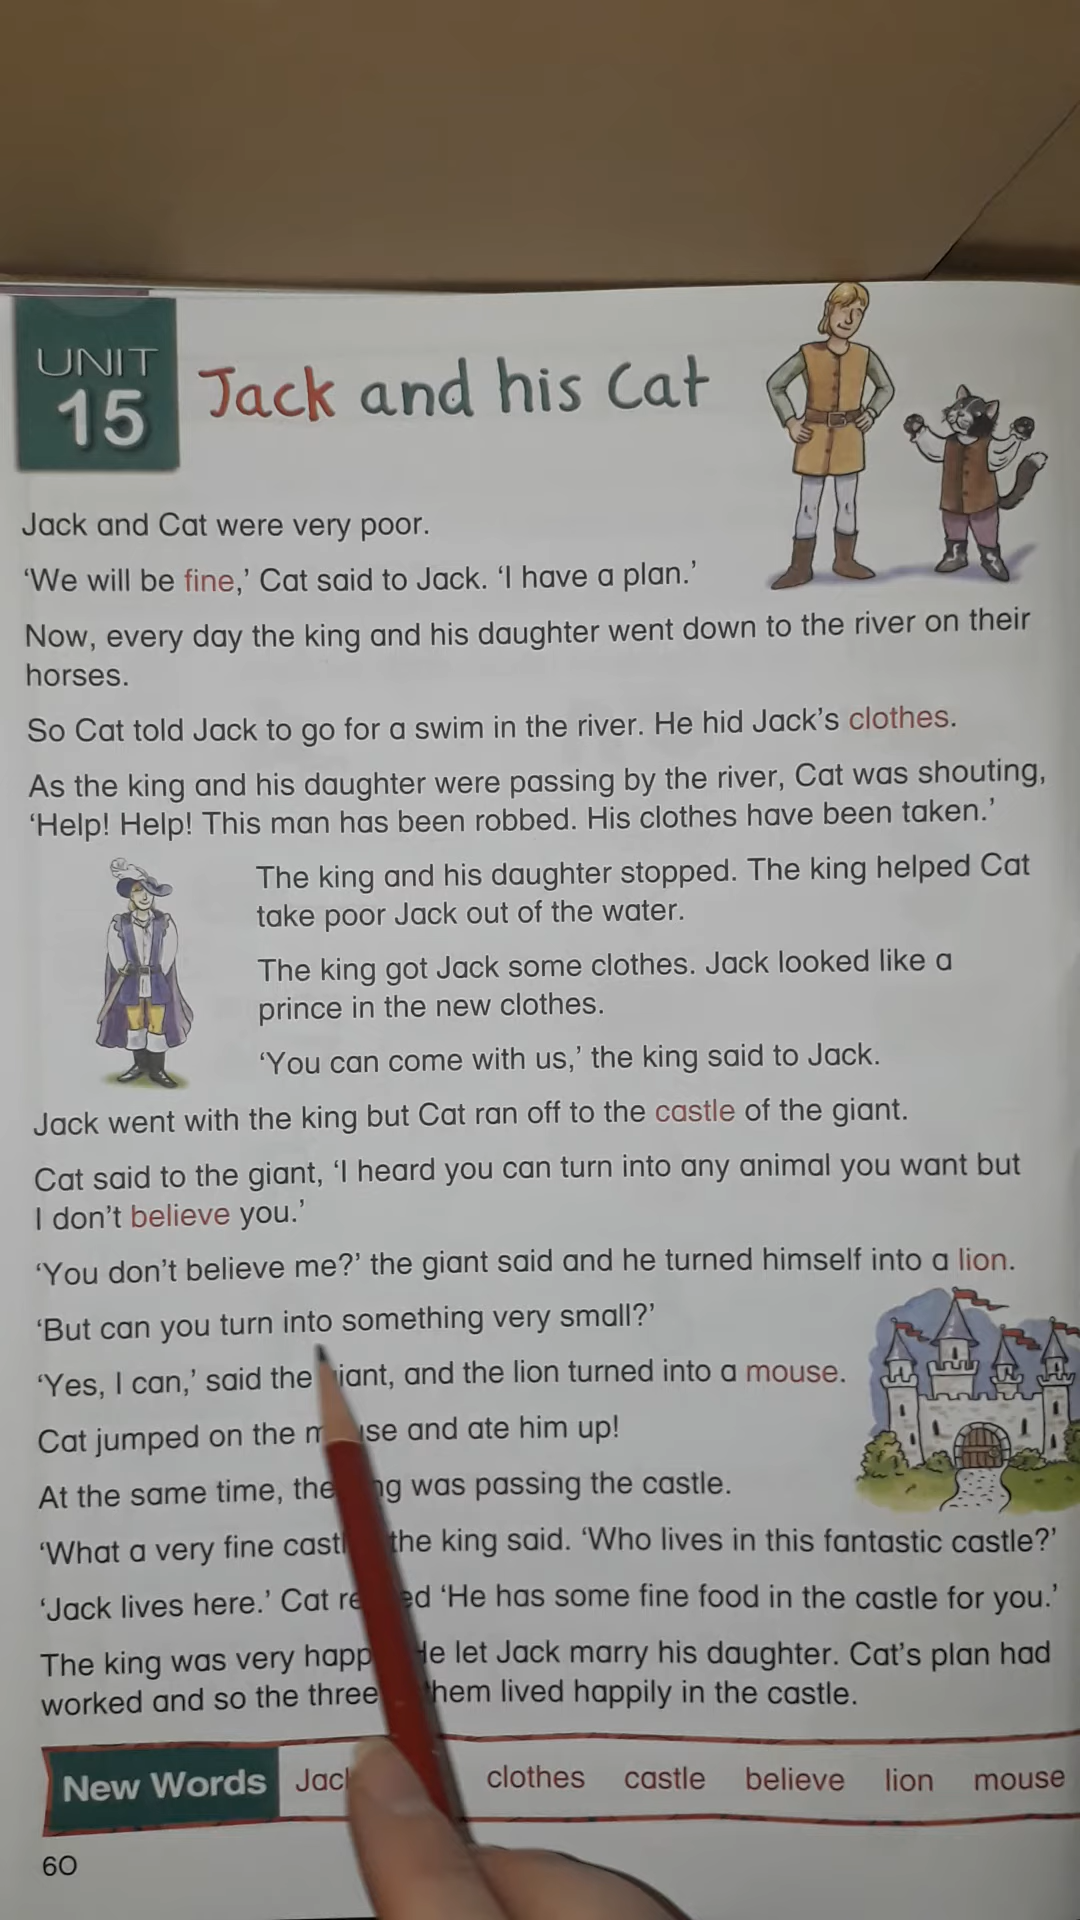 UNIT
15
Jack and his Cat
Jack and Cat were very poor.
‘We will be fine,’ Cat said to Jack. ‘I have a plan.’
Now, every day the king and his daughter went down to the river on their
horses.
So Cat told Jack to go for a swim in the river. He hid Jack’s clothes.
As the king and his daughter were passing by the river, Cat was shouting,
‘Help! Help! This man has been robbed. His clothes have been taken.’
The king and his daughter stopped. The king helped Cat
take poor Jack out of the water.
The king got Jack some clothes. Jack looked like a
prince in the new clothes.
‘You can come with us,’ the king said to Jack.
Jack went with the king but Cat ran off to the castle of the giant.
Cat said to the giant, ‘I heard you can turn into any animal you want but
I don’t believe you.’
‘You don’t believe me?’ the giant said and he turned himself into a lion.
‘But can you turn into something very small?’
‘Yes, I can,’ said the giant, and the lion turned into a mouse.
Cat jumped on the mouse and ate him up!
At the same time, the king was passing the castle.
‘What a very fine castle,’ the king said. ‘Who lives in this fantastic castle?’
‘Jack lives here.’ Cat replied ‘He has some fine food in the castle for you.’
The king was very happy. He let Jack marry his daughter. Cat’s plan had
worked and so the three of them lived happily in the castle.
New Words Jack clothes castle believe lion mouse
60